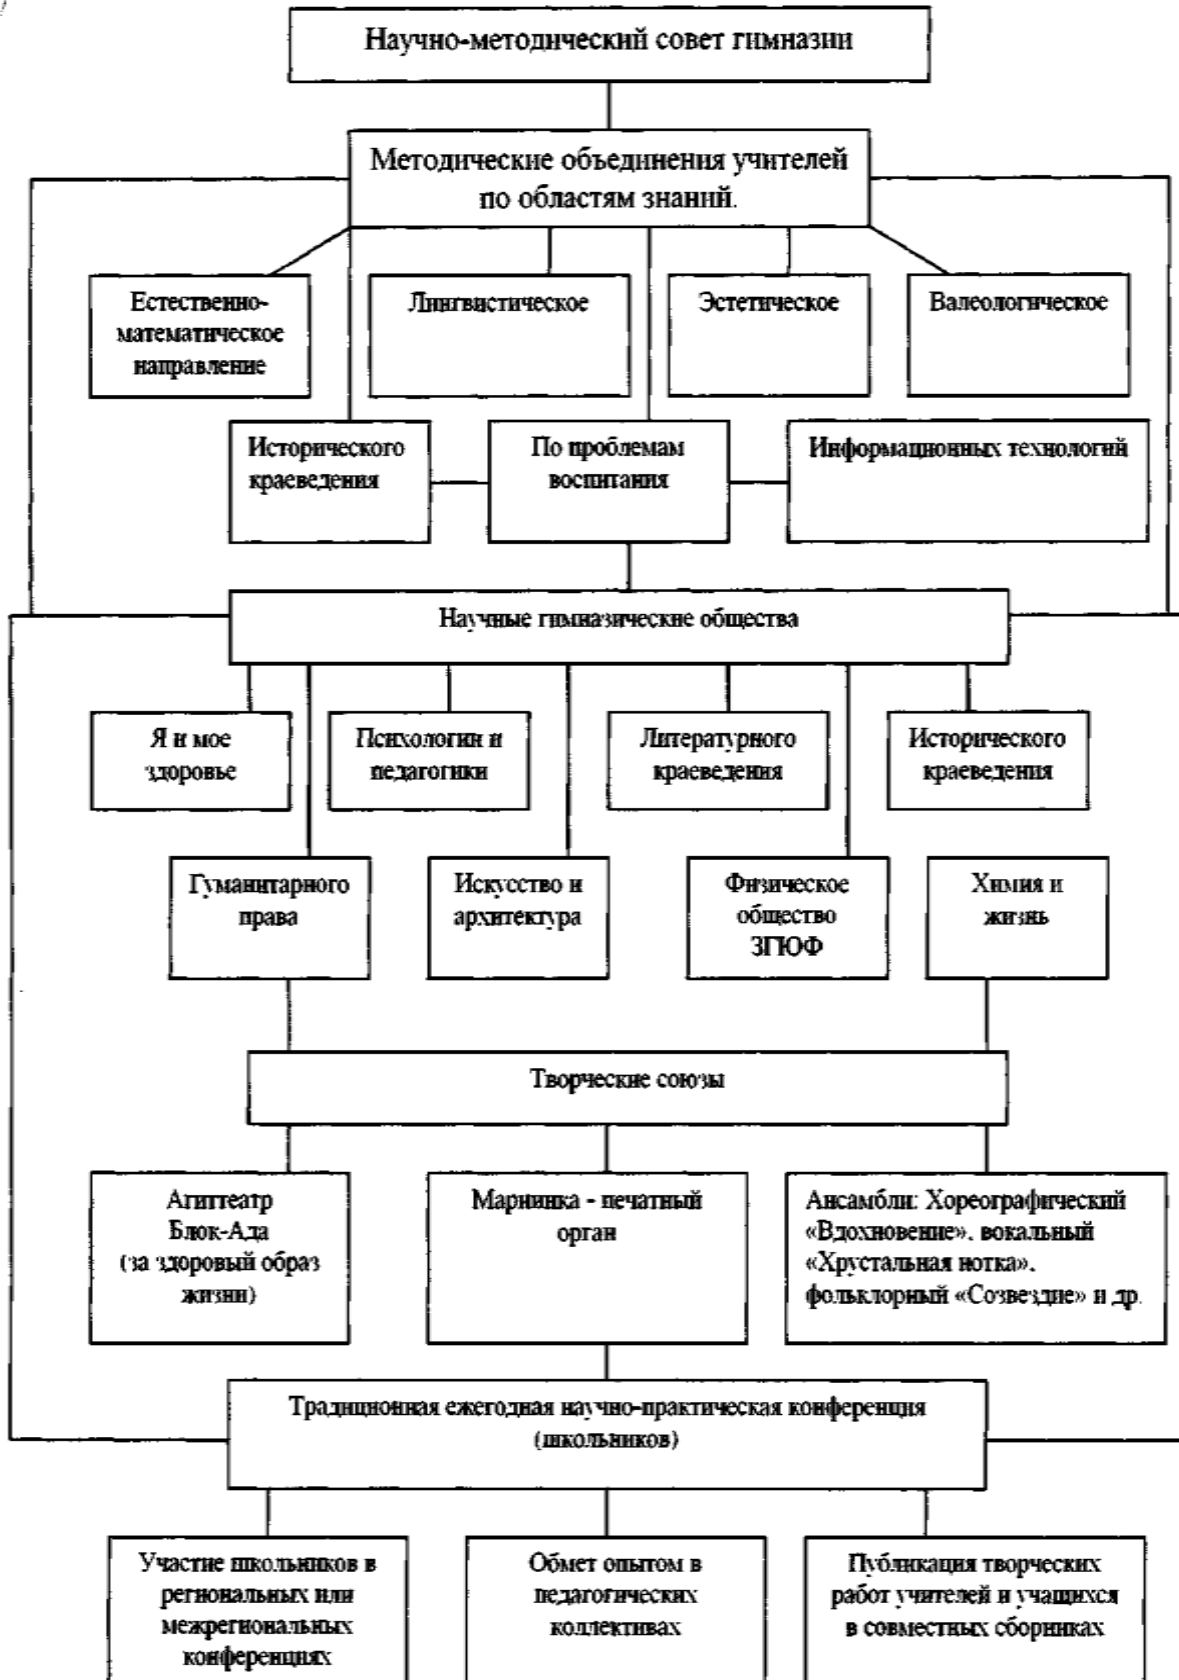 Научно-методический совет гимназии
Методические объединения учителей
по областям знаний.
Естественно-
математическое
направление
Лингвистическое
Эстетическое
Валеологическое
Исторического
краеведения
По проблемам
воспитания
Информационных технологий
Научные гимназические общества
Я и мое
здоровье
Психологии и
педагогики
Литературного
краеведения
Исторического
краеведения
Гуманитарного
права
Искусство и
архитектура
Физическое
общество
ЗГЮФ
Химия и
жизнь
Творческие союзы
Агиттеатр
Блок-Ада
(за здоровый образ
жизни)
Мариинка - печатный
орган
Ансамбли: Хореографический
«Вдохновение», вокальный
«Хрустальная нотка»,
фольклорный «Созвездие» и др.
Традиционная ежегодная научно-практическая конференция
(школьников)
Участие школьников в
региональных или
межрегиональных
конференциях
Обмет опытом в
педагогических
коллективах
Публикация творческих
работ учителей и учащихся
в совместных сборниках